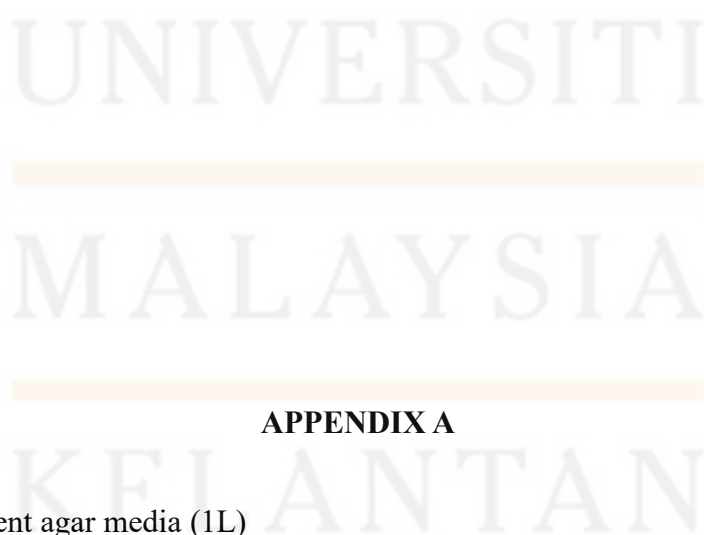 UNIVERSITI
MALAYSIA
APPENDIX A
KELANTAN
ent agar media (1L)